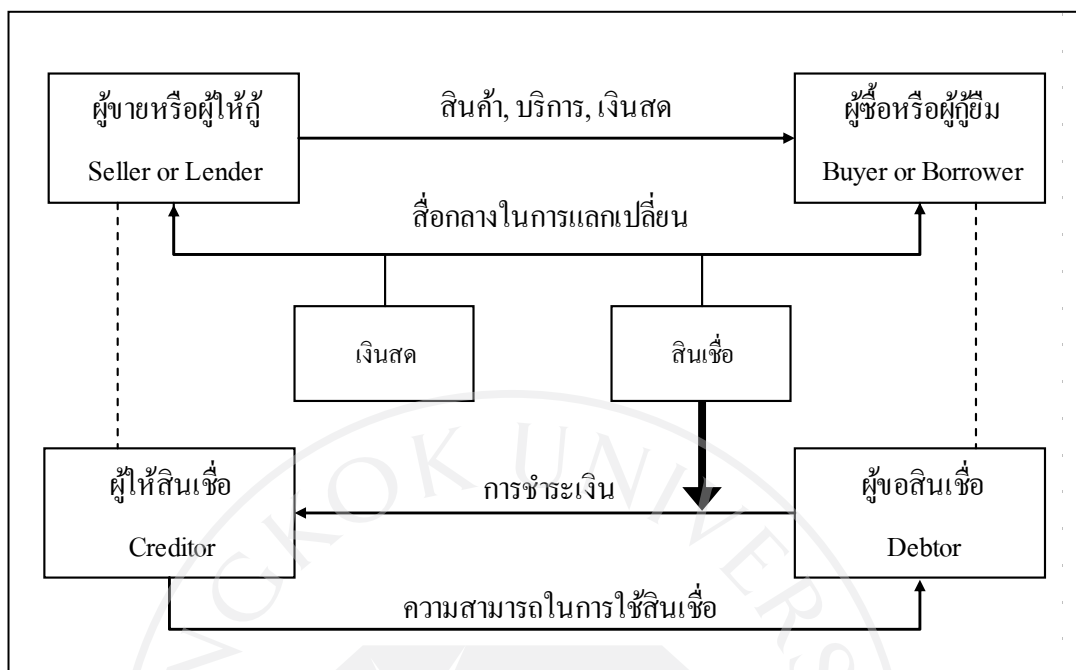 ผู้ขายหรือผู้ให้กู้
Seller or Lender
สินค้า, บริการ, เงินสด
ผู้ซื้อหรือผู้กู้ยืม
Buyer or Borrower
สื่อกลางในการแลกเปลี่ยน
เงินสด
สินเชื่อ
ผู้ให้สินเชื่อ
Creditor
การชำระเงิน
ผู้ขอสินเชื่อ
Debtor
ความสามารถในการใช้สินเชื่อ